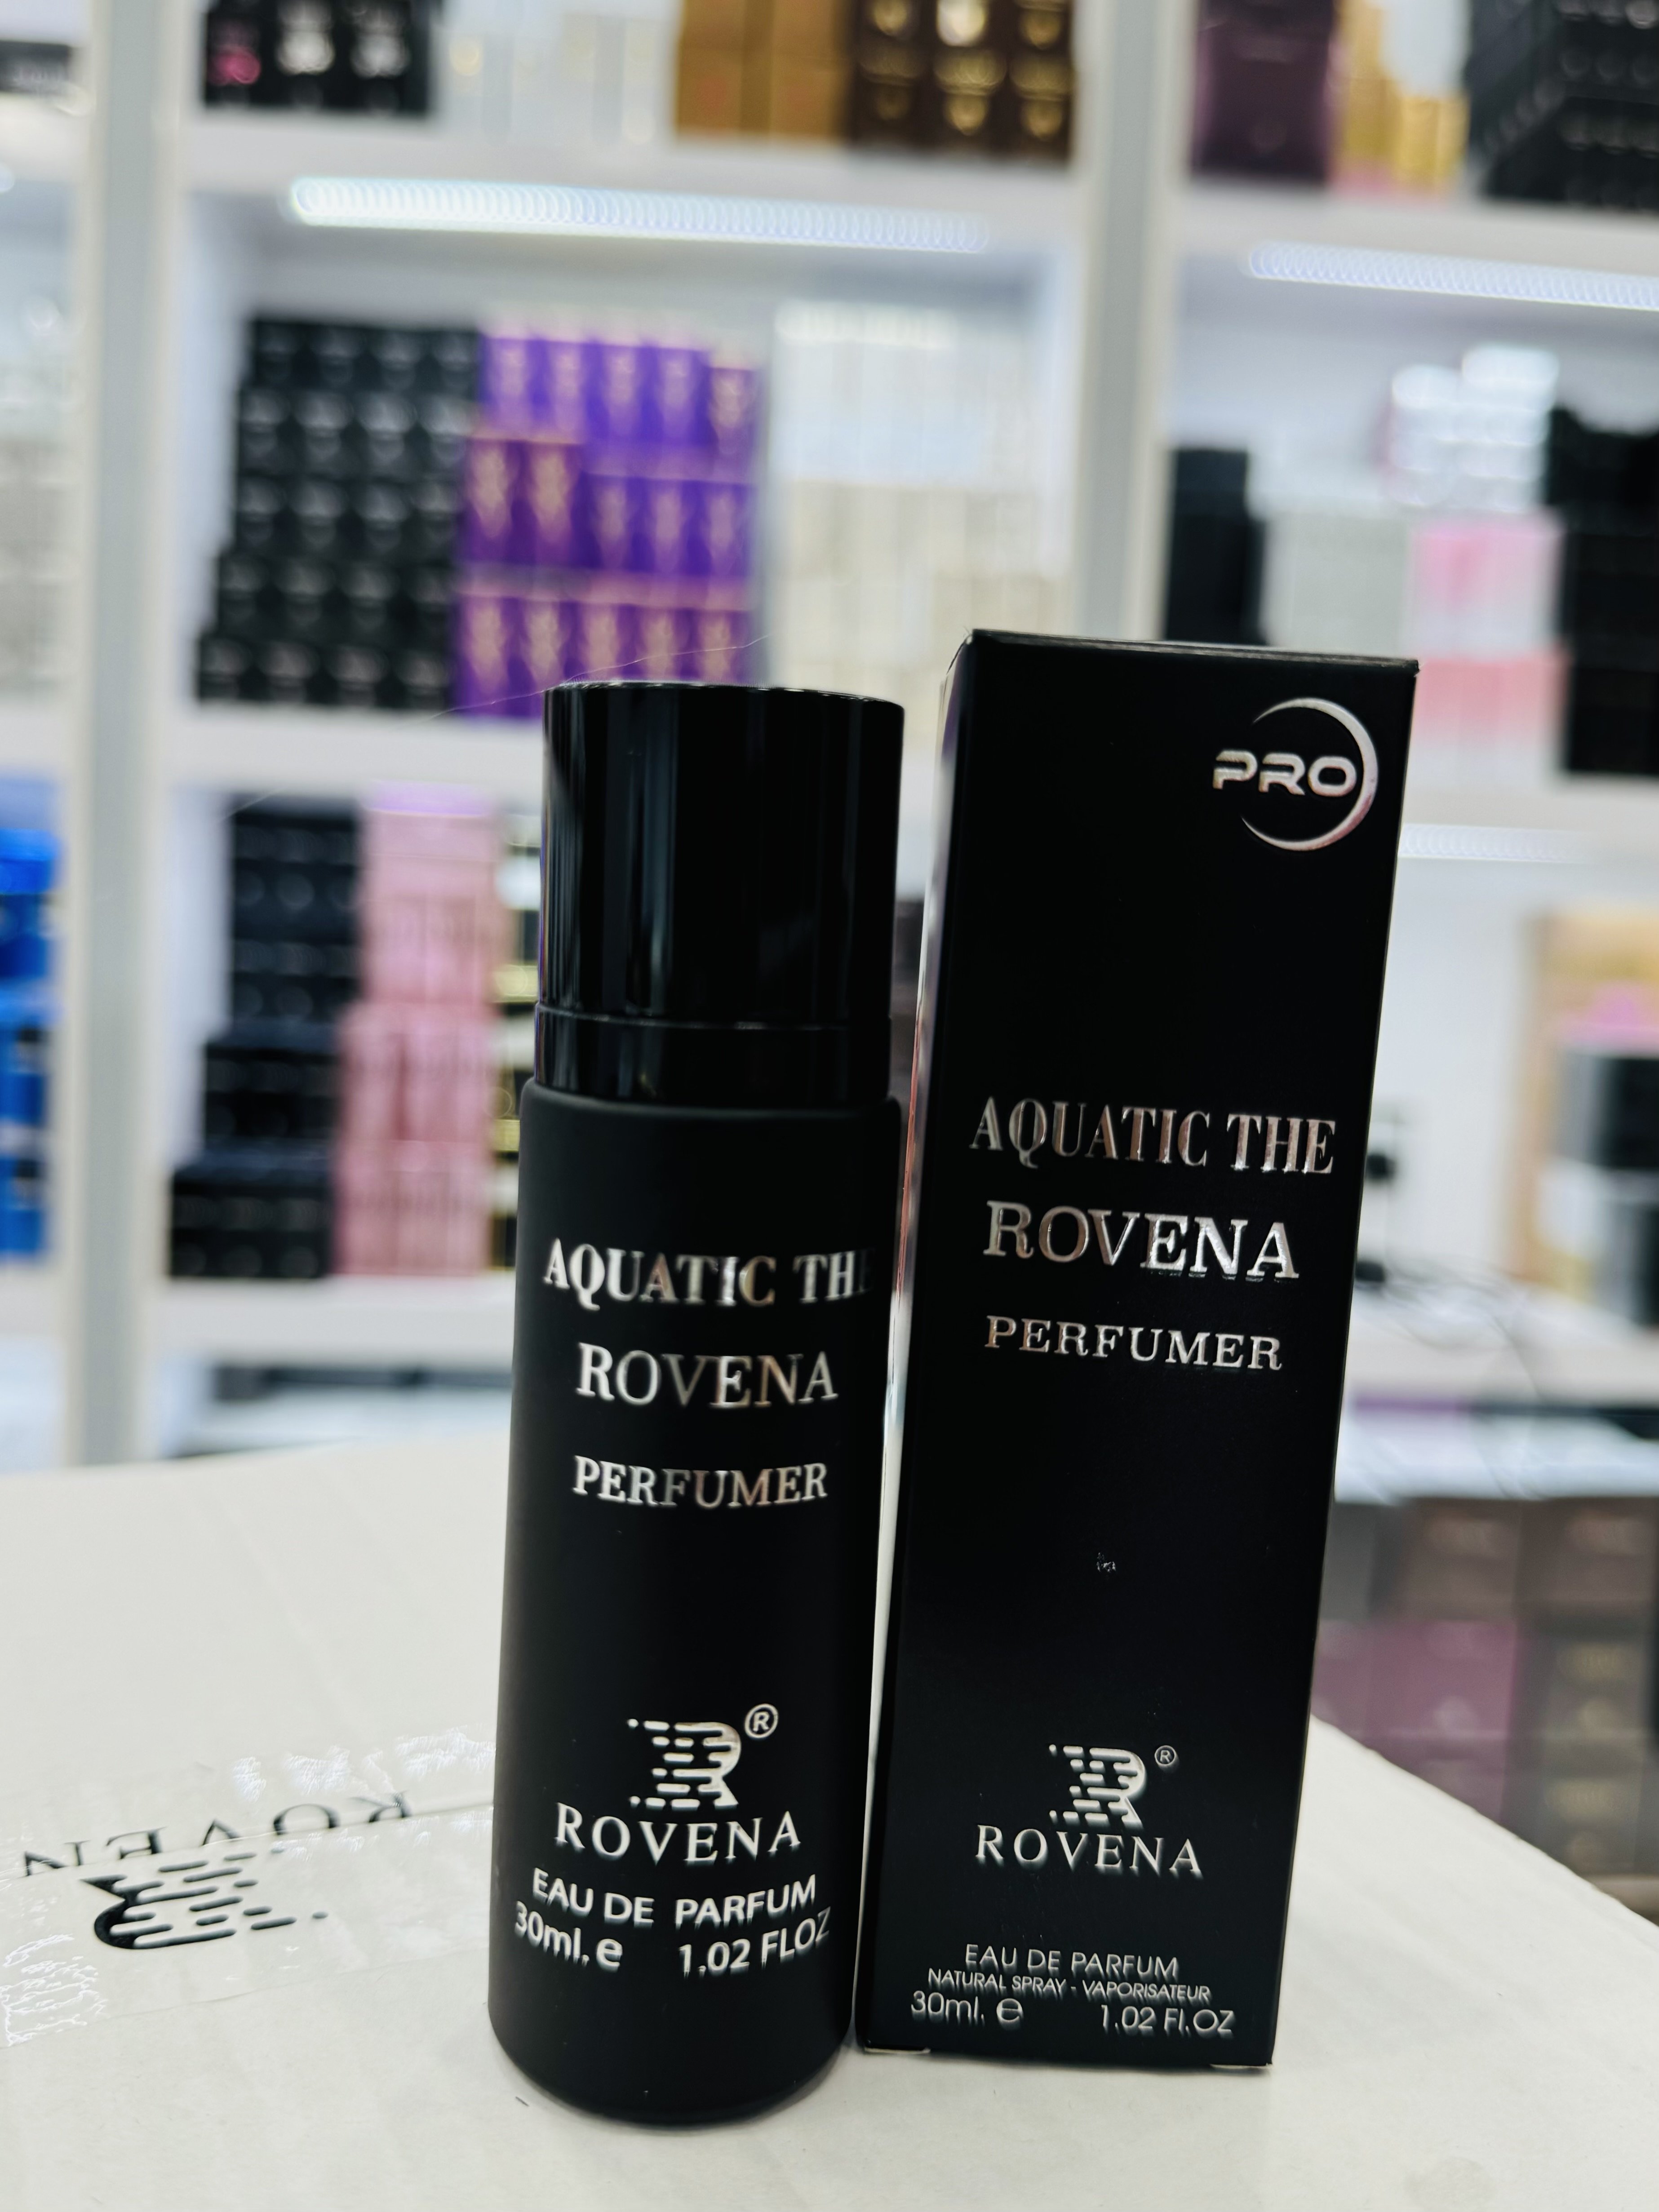 AQUATIC THE
ROVENA
PERFUMER
R®
ROVENA
EAU DE PARFUM
30ml. e 1.02 FLOZ
PRO
AQUATIC THE
ROVENA
PERFUMER
R®
ROVENA
EAU DE PARFUM
NATURAL SPRAY - VAPORISATEUR
30ml. e 1.02 Fl.OZ
ROVEN